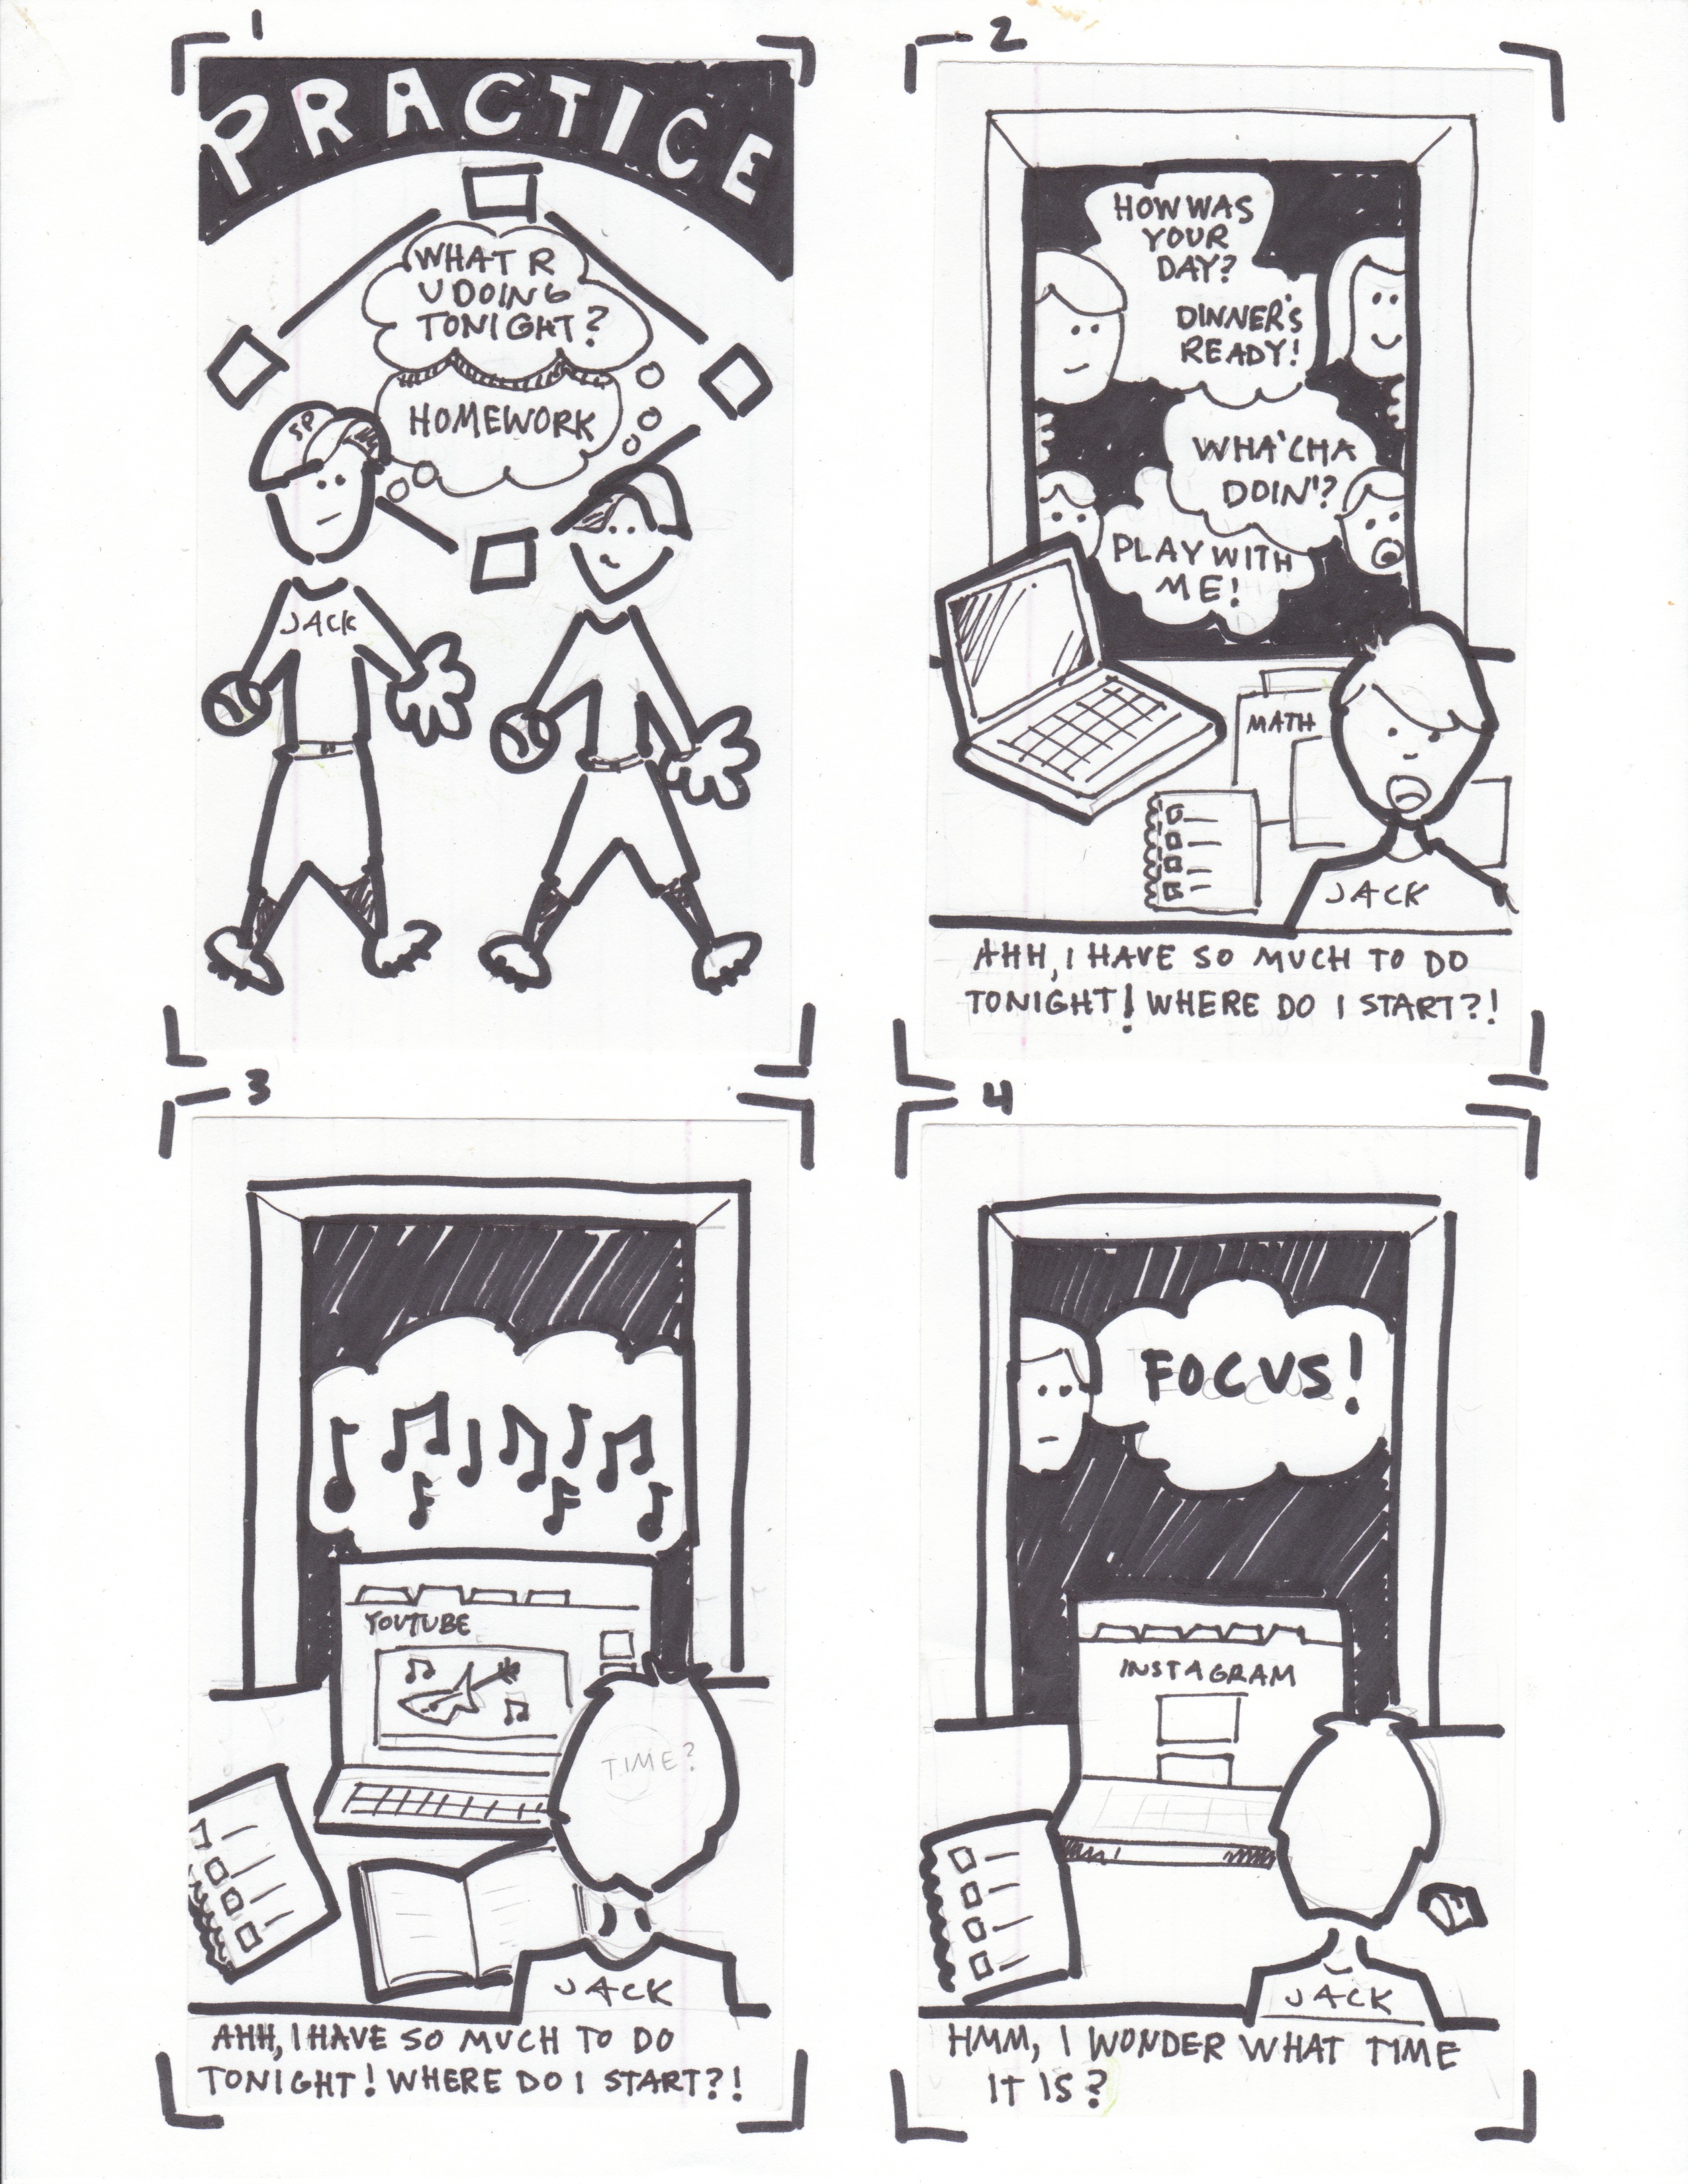 1
PRACTICE
WHAT R
U DOING
TONIGHT?
HOMEWORK
SP
JACK
2
HOW WAS
YOUR
DAY?
DINNER'S
READY!
WHA'CHA
DOIN'?
PLAY WITH
ME!
MATH
JACK
AHH, I HAVE SO MUCH TO DO
TONIGHT! WHERE DO I START?!
3
YOUTUBE
TIME?
JACK
AHH, I HAVE SO MUCH TO DO
TONIGHT! WHERE DO I START?!
4
FOCUS!
INSTAGRAM
JACK
HMM, I WONDER WHAT TIME
IT IS?